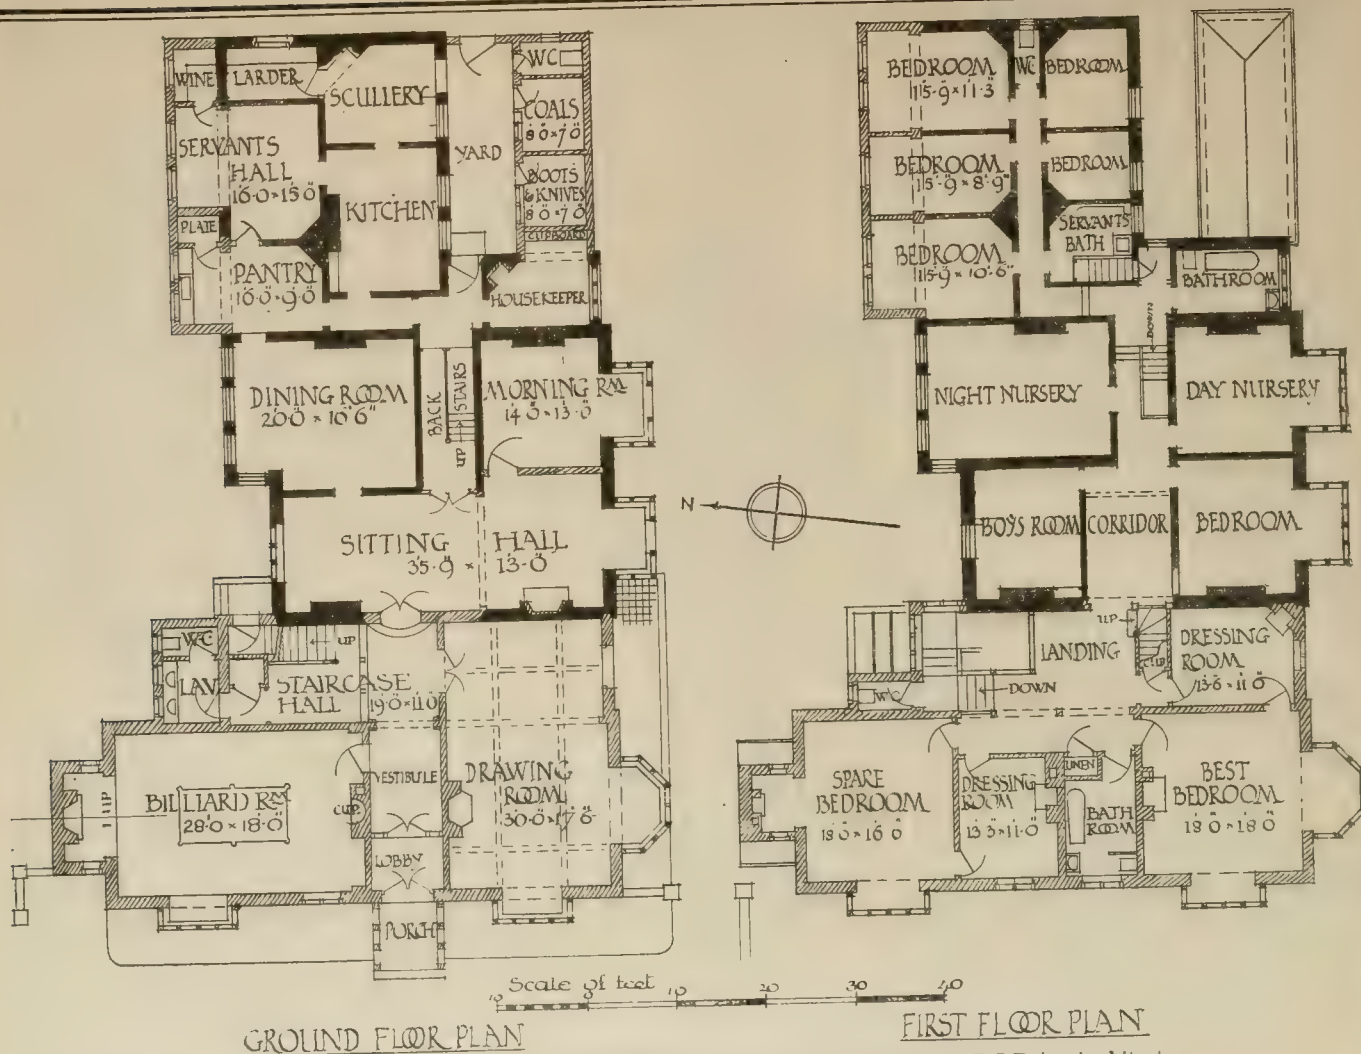 WINE
LARDER
SCULLERY
WC
COALS
8·0 × 7·0
YARD
BOOTS
& KNIVES
8·0 × 7·0
CUPBOARD
SERVANTS
HALL
16·0 × 15·0
KITCHEN
PLATE
PANTRY
16·0 × 9·0
HOUSEKEEPER
DINING ROOM
20·0 × 16'6"
BACK
STAIRS
UP
MORNING RM
14·0 × 13·0
SITTING HALL
35·9 × 13·0
WC
UP
LAV
STAIRCASE
HALL
19·0 × 11·0
UP
BILLIARD RM
28·0 × 18·0
CUP
VESTIBULE
DRAWING
ROOM
30·0 × 17·6
LOBBY
PORCH
N
BEDROOM
15·9 × 11·3
WC
BEDROOM
BEDROOM
15·9 × 8·9"
BEDROOM
SERVANTS
BATH
BEDROOM
15·9 × 10·6"
BATHROOM
DOWN
NIGHT NURSERY
DAY NURSERY
BOYS ROOM
CORRIDOR
BEDROOM
UP
LANDING
CUP
DRESSING
ROOM
13·6 × 11·0
W/C
DOWN
SPARE
BEDROOM
18·0 × 16·0
DRESSING
ROOM
13·3 × 11·0
LINEN
BATH
ROOM
BEST
BEDROOM
18·0 × 18·0
Scale of feet
10 0 10 20 30 40
GROUND FLOOR PLAN
FIRST FLOOR PLAN